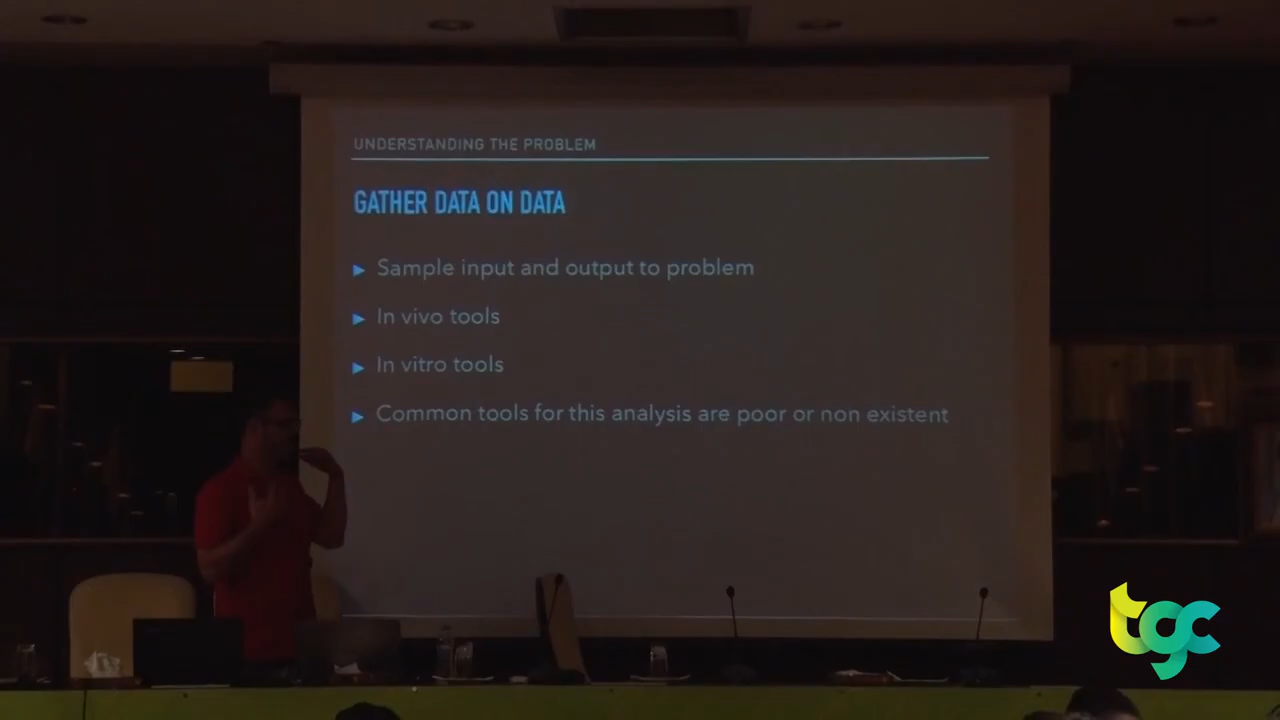 UNDERSTANDING THE PROBLEM
GATHER DATA ON DATA
▶ Sample input and output to problem
▶ In vivo tools
▶ In vitro tools
▶ Common tools for this analysis are poor or non existent
tgc